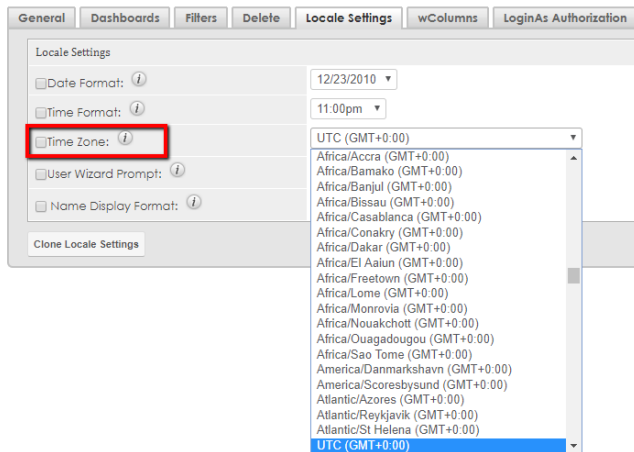 General Dashboards Filters Delete Locale Settings wColumns LoginAs Authorization
Locale Settings
Date Format: i 12/23/2010
Time Format: i 11:00pm
Time Zone: i UTC (GMT+0:00)
Africa/Accra (GMT+0:00)
Africa/Bamako (GMT+0:00)
User Wizard Prompt: i Africa/Banjul (GMT+0:00)
Africa/Bissau (GMT+0:00)
Name Display Format: i Africa/Casablanca (GMT+0:00)
Africa/Conakry (GMT+0:00)
Clone Locale Settings Africa/Dakar (GMT+0:00)
Africa/El Aaiun (GMT+0:00)
Africa/Freetown (GMT+0:00)
Africa/Lome (GMT+0:00)
Africa/Monrovia (GMT+0:00)
Africa/Nouakchott (GMT+0:00)
Africa/Ouagadougou (GMT+0:00)
Africa/Sao Tome (GMT+0:00)
America/Danmarkshavn (GMT+0:00)
America/Scoresbysund (GMT+0:00)
Atlantic/Azores (GMT+0:00)
Atlantic/Reykjavik (GMT+0:00)
Atlantic/St Helena (GMT+0:00)
UTC (GMT+0:00)